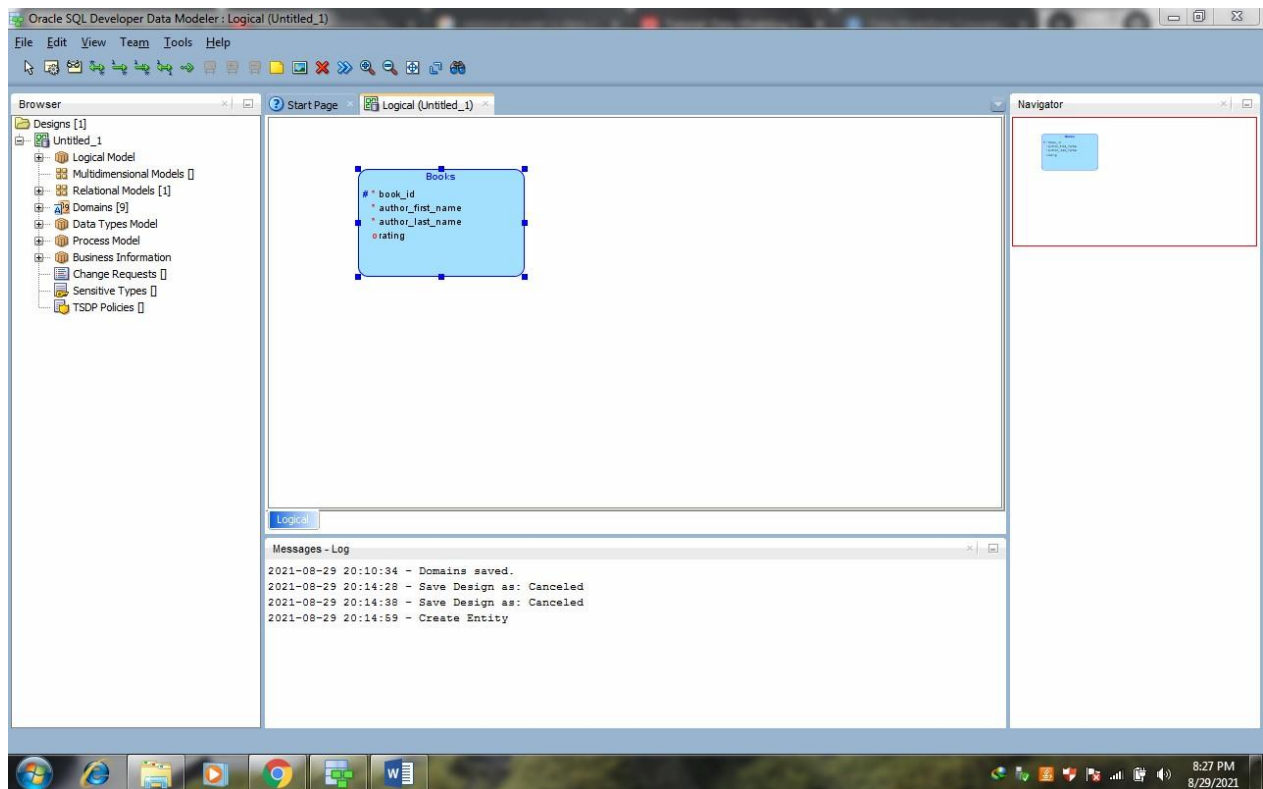 Oracle SQL Developer Data Modeler : Logical (Untitled_1)
File Edit View Team Tools Help
Browser
Designs [1]
Untitled_1
Logical Model
Multidimensional Models []
Relational Models [1]
Domains [9]
Data Types Model
Process Model
Business Information
Change Requests []
Sensitive Types []
TSDP Policies []
Start Page
Logical (Untitled_1)
Books
# * book_id
* author_first_name
* author_last_name
o rating
Logical
Messages - Log
2021-08-29 20:10:34 - Domains saved.
2021-08-29 20:14:28 - Save Design as: Canceled
2021-08-29 20:14:38 - Save Design as: Canceled
2021-08-29 20:14:59 - Create Entity
Navigator
Books
8:27 PM
8/29/2021